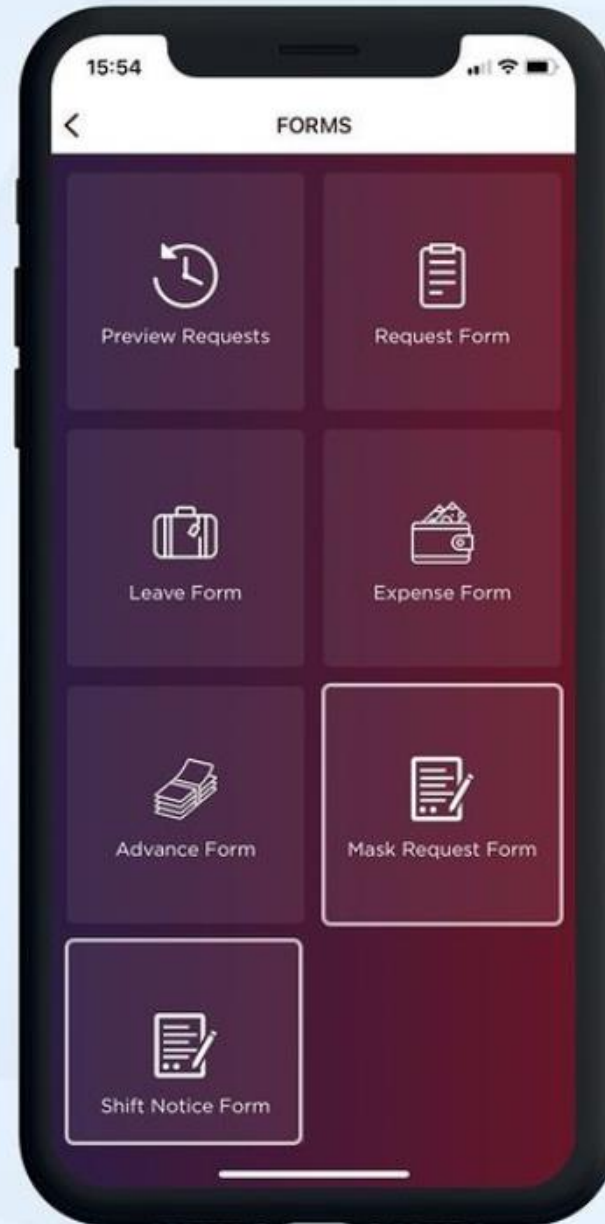 15:54
FORMS
Preview Requests
Request Form
Leave Form
Expense Form
Advance Form
Mask Request Form
Shift Notice Form